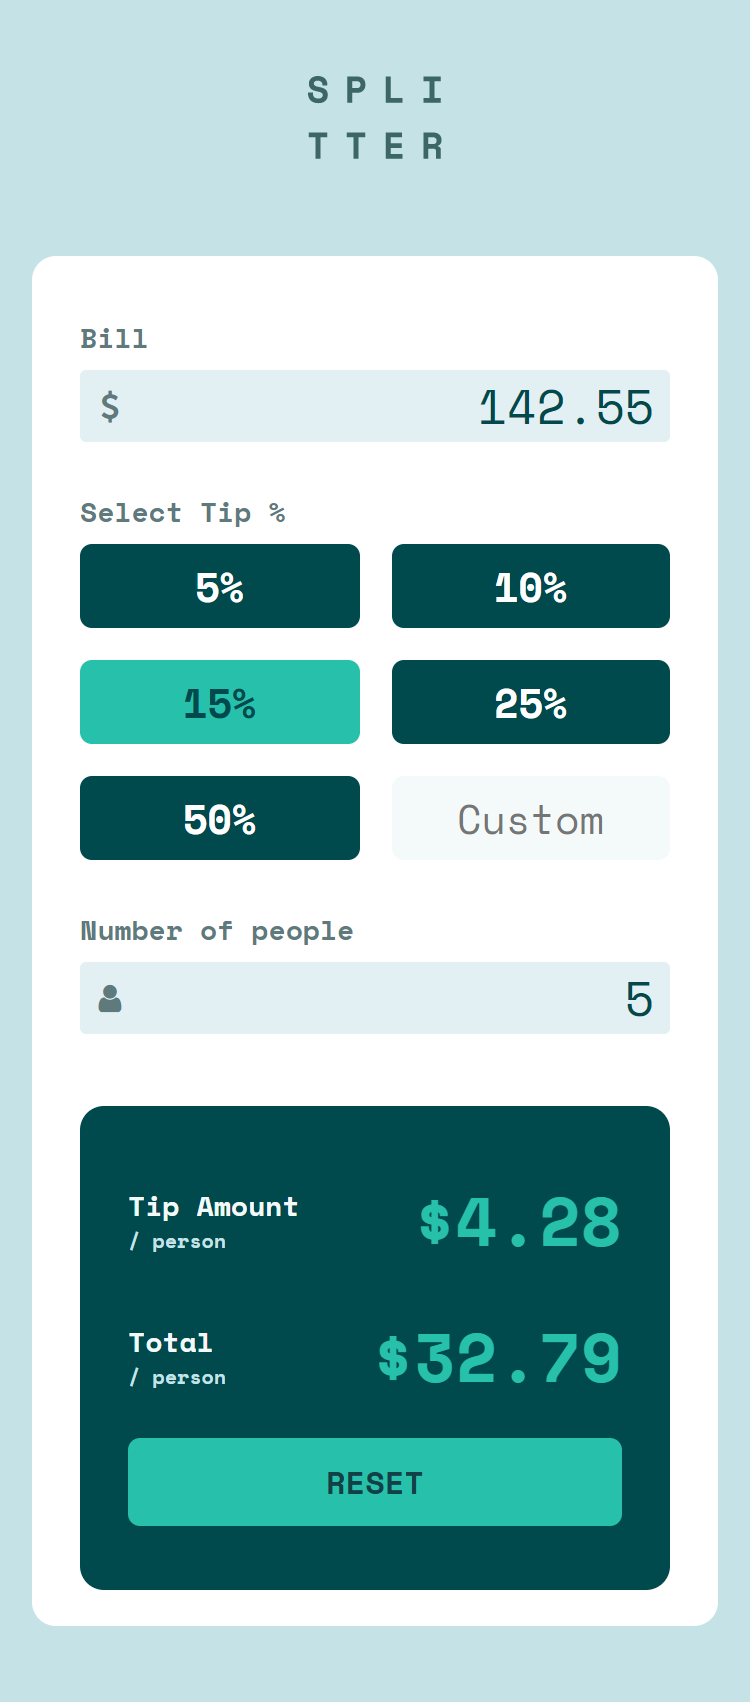 SPLI
TTER
Bill
$ 142.55
Select Tip %
5% 10%
15% 25%
50% Custom
Number of people
5
Tip Amount
/ person
$4.28
Total
/ person
$32.79
RESET